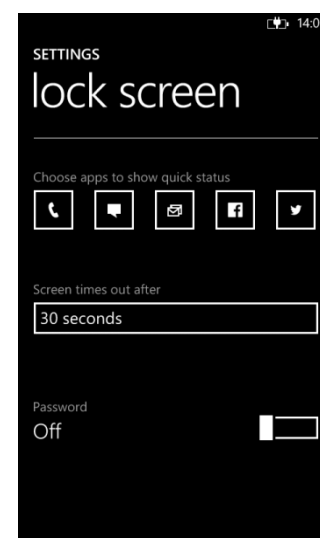 14:0
SETTINGS
lock screen
Choose apps to show quick status
Screen times out after
30 seconds
Password
Off